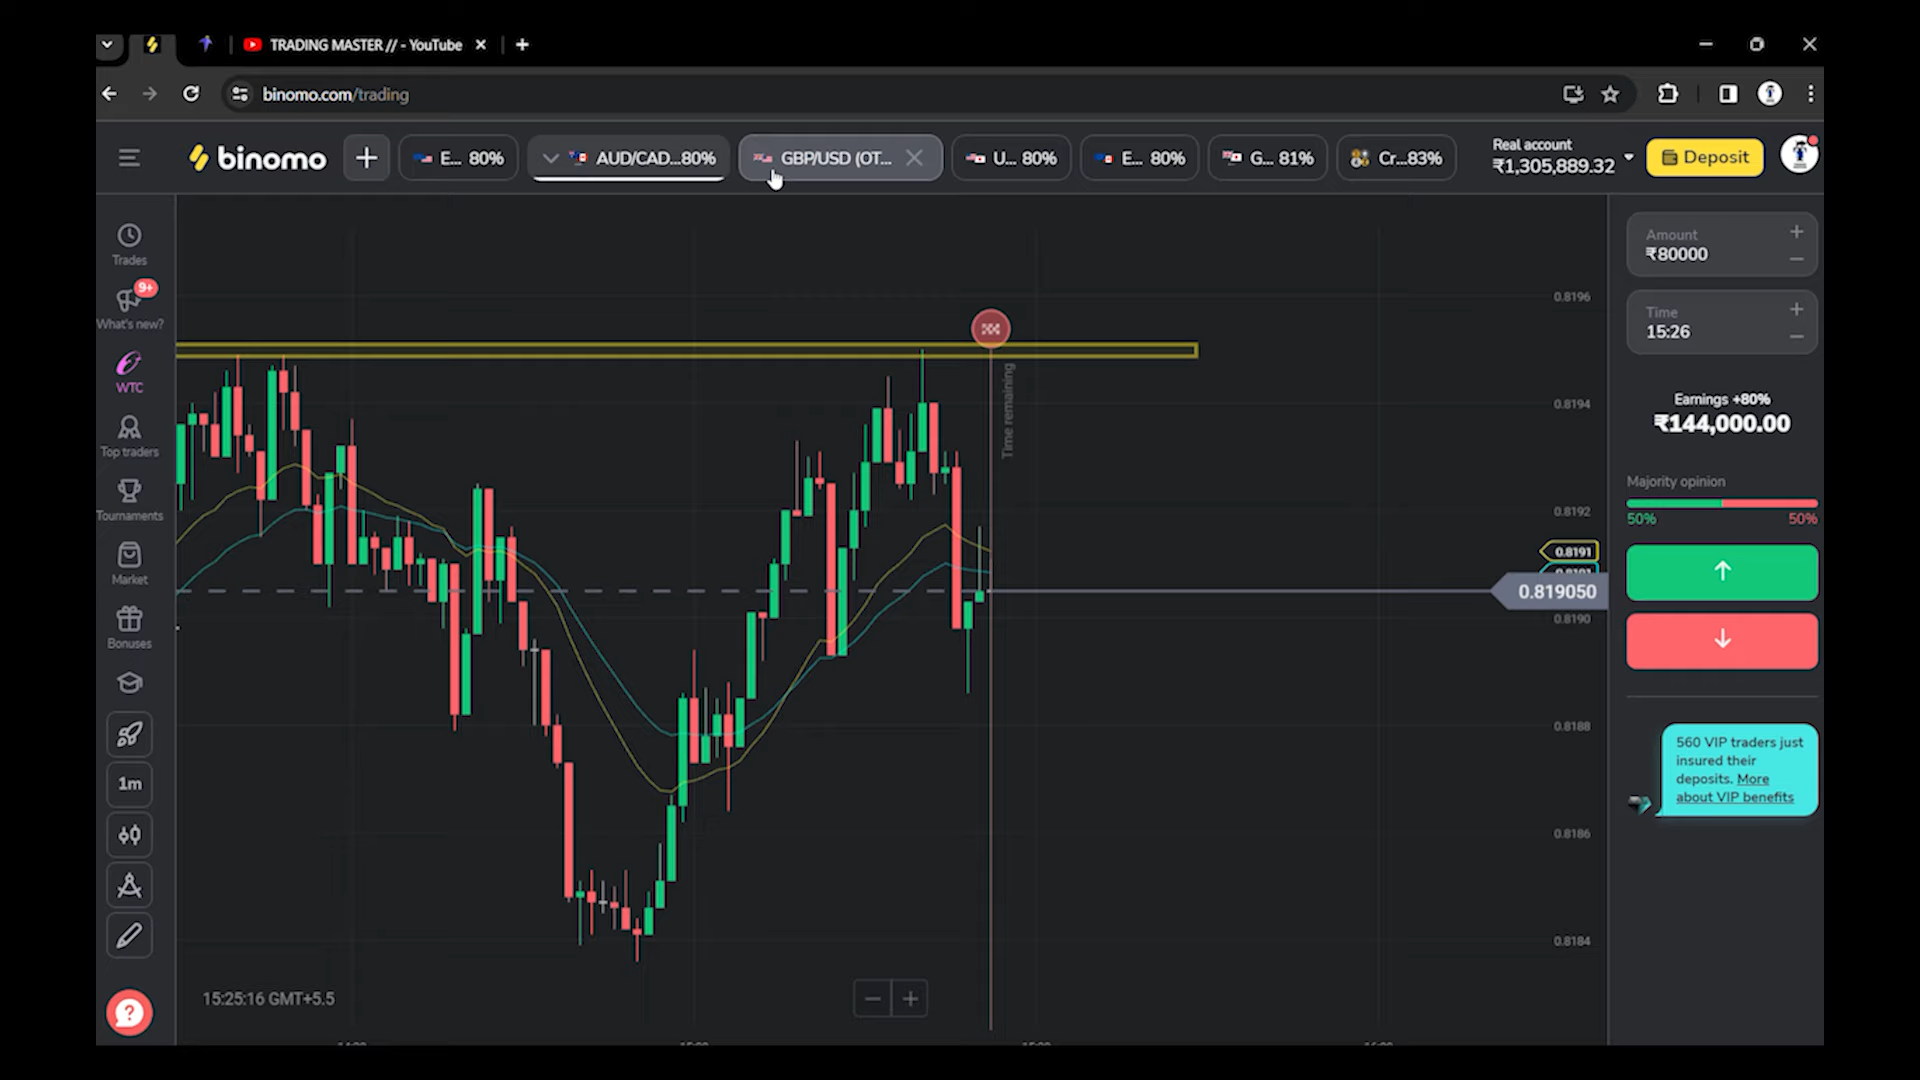 TRADING MASTER // - YouTube
binomo.com/trading
binomo
E... 80%
AUD/CAD...80%
GBP/USD (OT...
U... 80%
E... 80%
G... 81%
Cr...83%
Real account
₹1,305,889.32
Deposit
Trades
9+
What's new?
WTC
Top traders
Tournaments
Market
Bonuses
1m
Time remaining
0.8196
0.8194
0.8192
0.8191
0.8191
0.819050
0.8190
0.8188
0.8186
0.8184
15:25:16 GMT+5.5
Amount
₹80000
Time
15:26
Earnings +80%
₹144,000.00
Majority opinion
50%
50%
560 VIP traders just
insured their
deposits. More
about VIP benefits